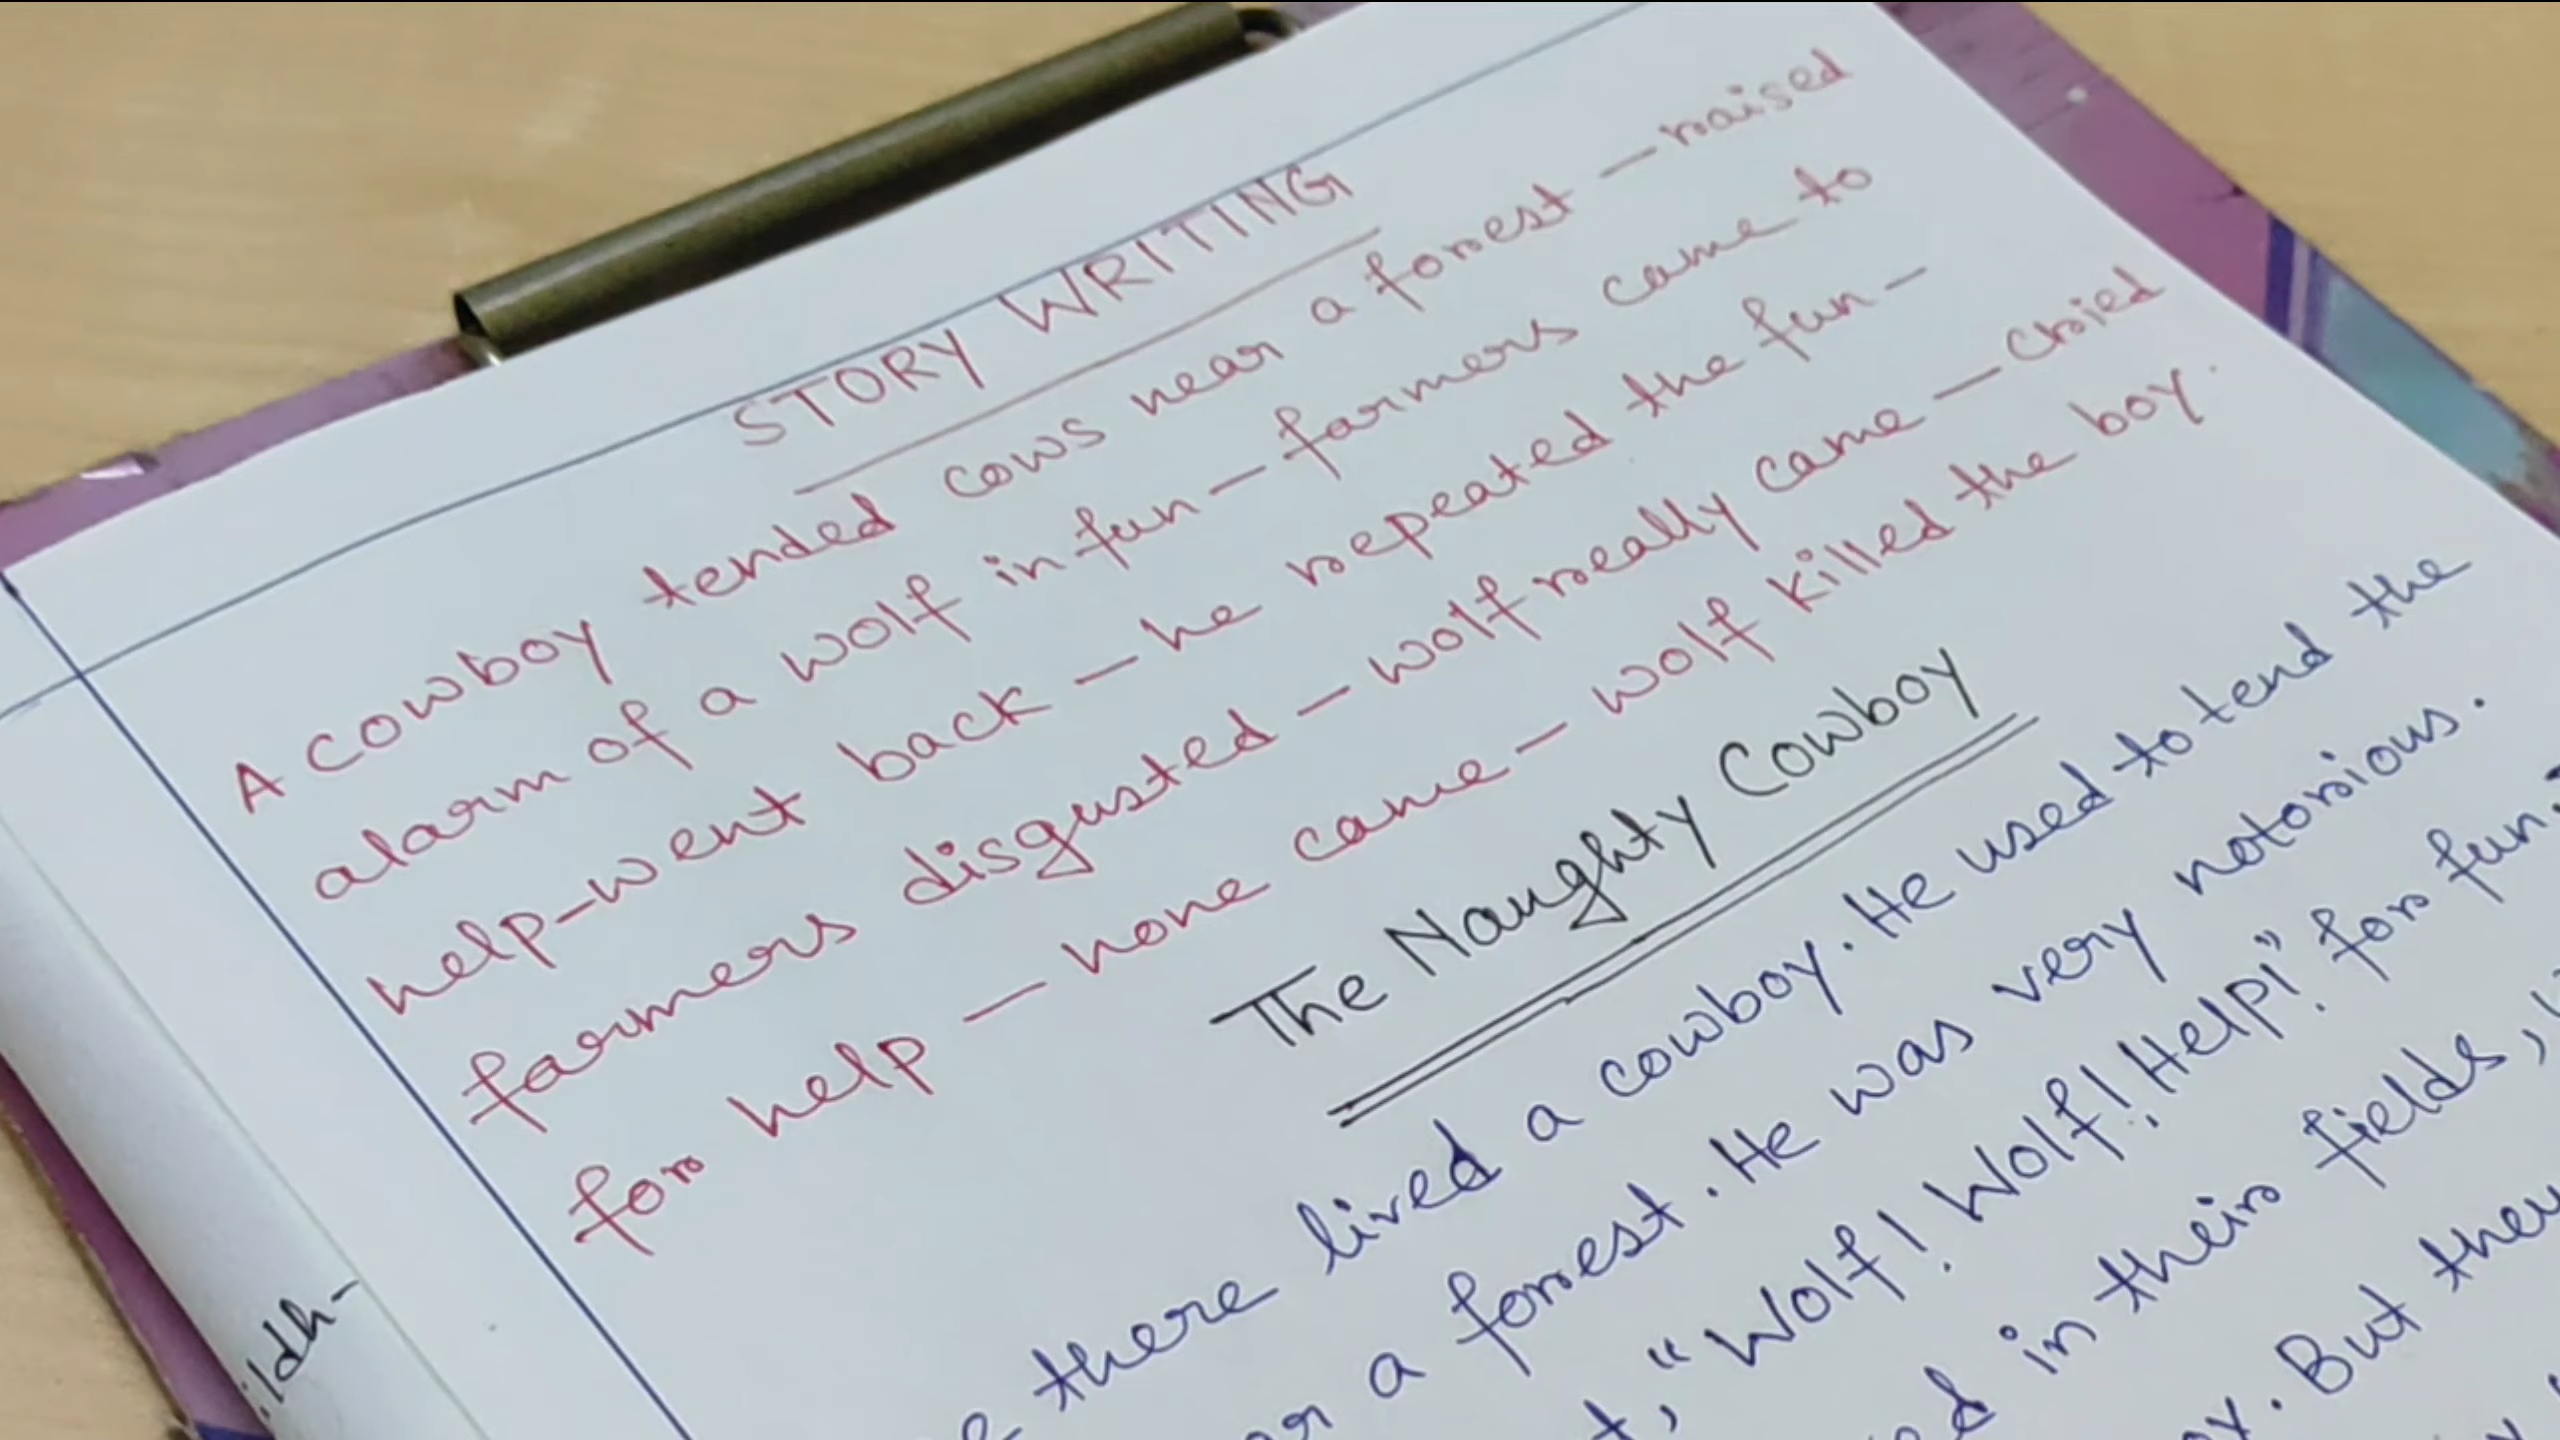 STORY WRITING
A cowboy tended cows near a forest — raised
alarm of a wolf in fun — farmers came to
help - went back — he repeated the fun -
farmers disgusted — wolf really came — cried
for help — none came — wolf killed the boy.
The Naughty Cowboy
there lived a cowboy. He used to tend the
a forest. He was very notorious.
"Wolf! Wolf! Help!" for fun.
in their fields,
But they